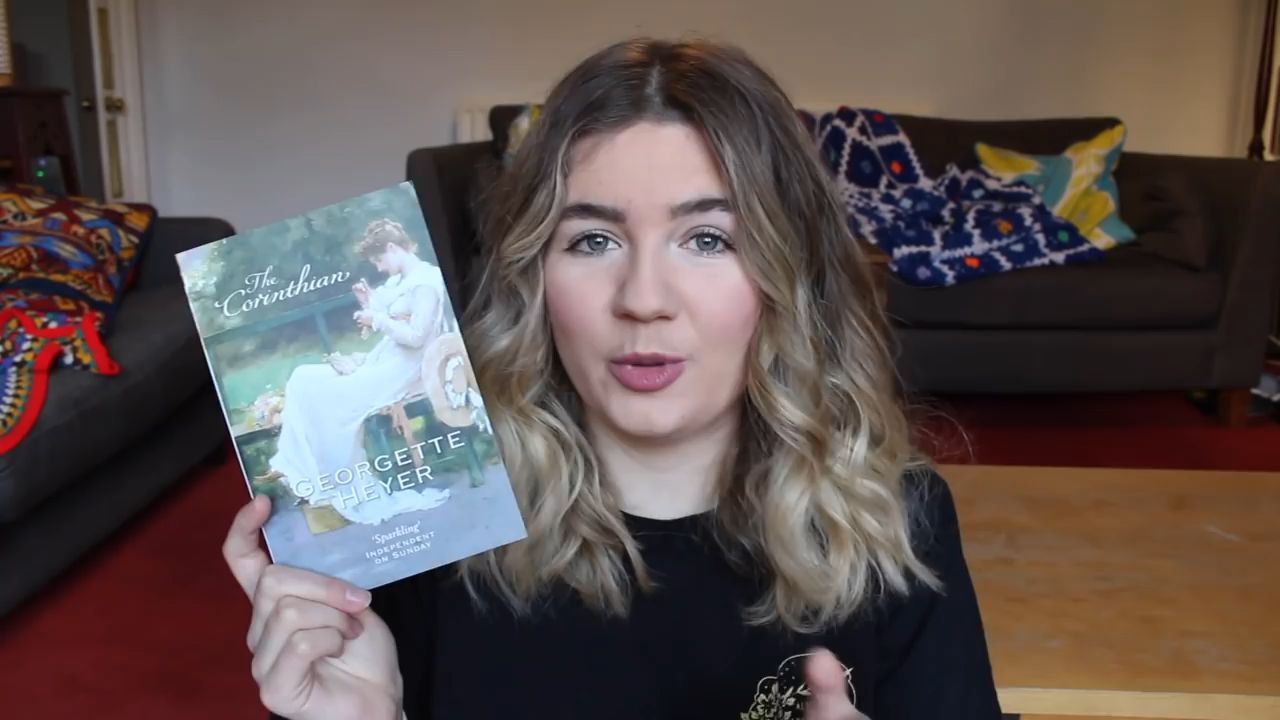 The
Corinthian
GEORGETTE
HEYER
'Sparkling'
INDEPENDENT
ON SUNDAY